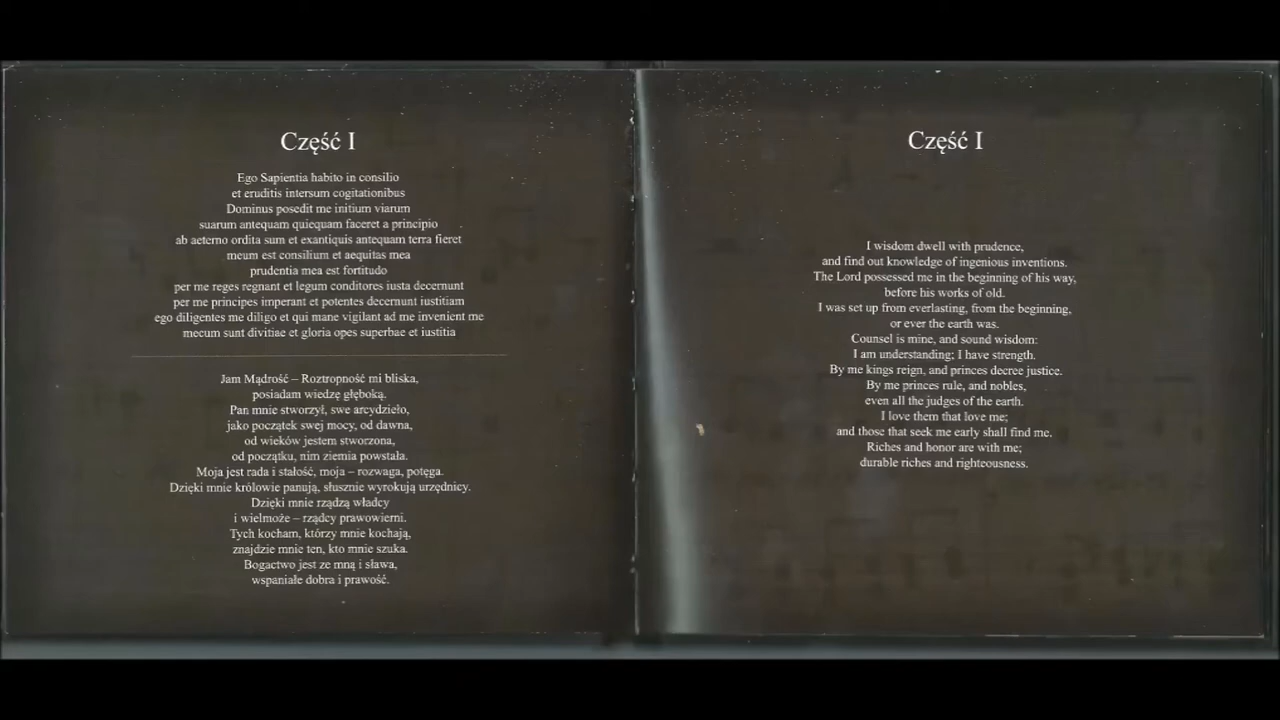 Część I
Ego Sapientia habito in consilio
et eruditis intersum cogitationibus
Dominus posedit me initium viarum
suarum antequam quiequam faceret a principio
ab aeterno ordita sum et exantiquis antequam terra fieret
meum est consilium et aequitas mea
prudentia mea est fortitudo
per me reges regnant et legum conditores iusta decernunt
per me principes imperant et potentes decernunt iustitiam
ego diligentes me diligo et qui mane vigilant ad me invenient me
mecum sunt divitiae et gloria opes superbae et iustitia
Jam Mądrość – Roztropność mi bliska,
posiadam wiedzę głęboką.
Pan mnie stworzył, swe arcydzieło,
jako początek swej mocy, od dawna,
od wieków jestem stworzona,
od początku, nim ziemia powstała.
Moja jest rada i stałość, moja – rozwaga, potęga.
Dzięki mnie królowie panują, słusznie wyrokują urzędnicy.
Dzięki mnie rządzą władcy
i wielmoże – rządcy prawowierni.
Tych kocham, którzy mnie kochają,
znajdzie mnie ten, kto mnie szuka.
Bogactwo jest ze mną i sława,
wspaniałe dobra i prawość.
Część I
I wisdom dwell with prudence,
and find out knowledge of ingenious inventions.
The Lord possessed me in the beginning of his way,
before his works of old.
I was set up from everlasting, from the beginning,
or ever the earth was.
Counsel is mine, and sound wisdom:
I am understanding; I have strength.
By me kings reign, and princes decree justice.
By me princes rule, and nobles,
even all the judges of the earth.
I love them that love me;
and those that seek me early shall find me.
Riches and honor are with me;
durable riches and righteousness.